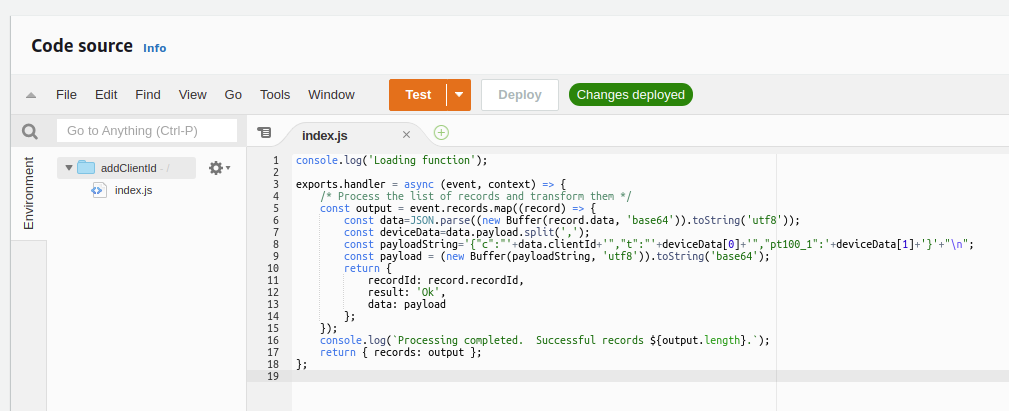 Code source Info
File Edit Find View Go Tools Window Test Deploy Changes deployed
Go to Anything (Ctrl-P)
index.js
Environment
addClientId - /
index.js
1 console.log('Loading function');
2
3 exports.handler = async (event, context) => {
4 /* Process the list of records and transform them */
5 const output = event.records.map((record) => {
6 const data=JSON.parse((new Buffer(record.data, 'base64')).toString('utf8'));
7 const deviceData=data.payload.split(',');
8 const payloadString='{"c":"'+data.clientId+'","t":"'+deviceData[0]+'","pt100_1":'+deviceData[1]+'}'+"\n";
9 const payload = (new Buffer(payloadString, 'utf8')).toString('base64');
10 return {
11 recordId: record.recordId,
12 result: 'Ok',
13 data: payload
14 };
15 });
16 console.log(`Processing completed.  Successful records ${output.length}.`);
17 return { records: output };
18 };
19